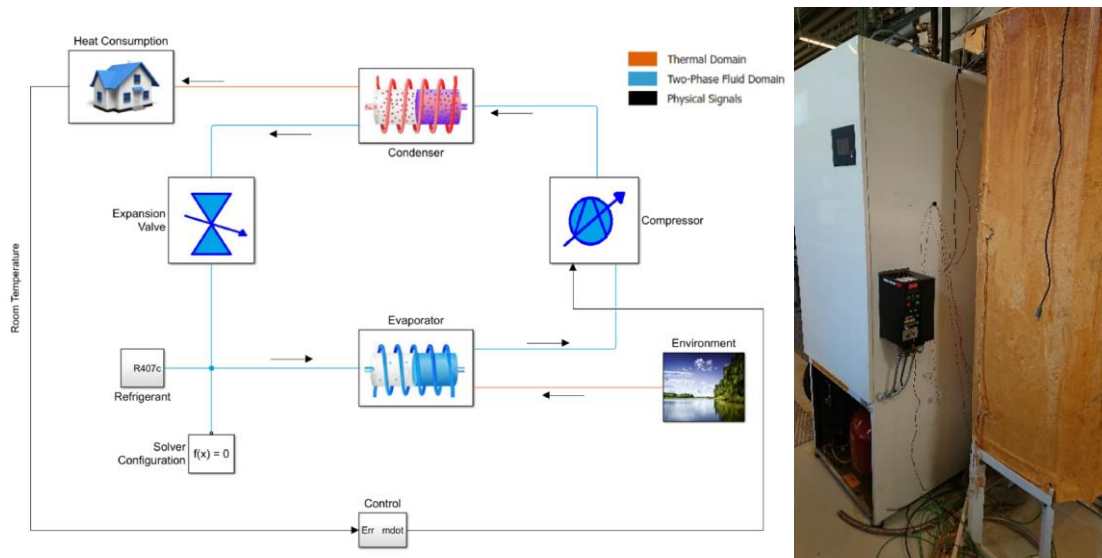 Heat Consumption
Thermal Domain
Two-Phase Fluid Domain
Physical Signals
Condenser
Expansion
Valve
Compressor
Room Temperature
Evaporator
Environment
R407c
Refrigerant
Solver
Configuration
f(x) = 0
Control
Err mdot